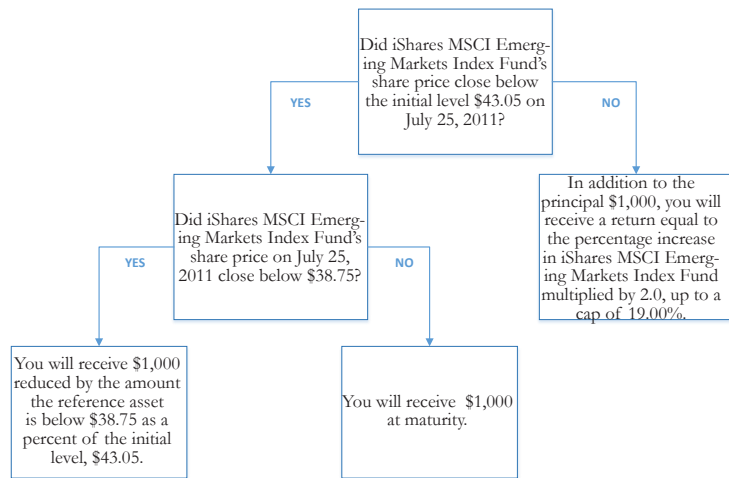 Did iShares MSCI Emerg-
ing Markets Index Fund's
share price close below
the initial level $43.05 on
July 25, 2011?
YES
NO
Did iShares MSCI Emerg-
ing Markets Index Fund's
share price on July 25,
2011 close below $38.75?
In addition to the
principal $1,000, you will
receive a return equal to
the percentage increase
in iShares MSCI Emerg-
ing Markets Index Fund
multiplied by 2.0, up to a
cap of 19.00%.
YES
NO
You will receive $1,000
reduced by the amount
the reference asset
is below $38.75 as a
percent of the initial
level, $43.05.
You will receive $1,000
at maturity.